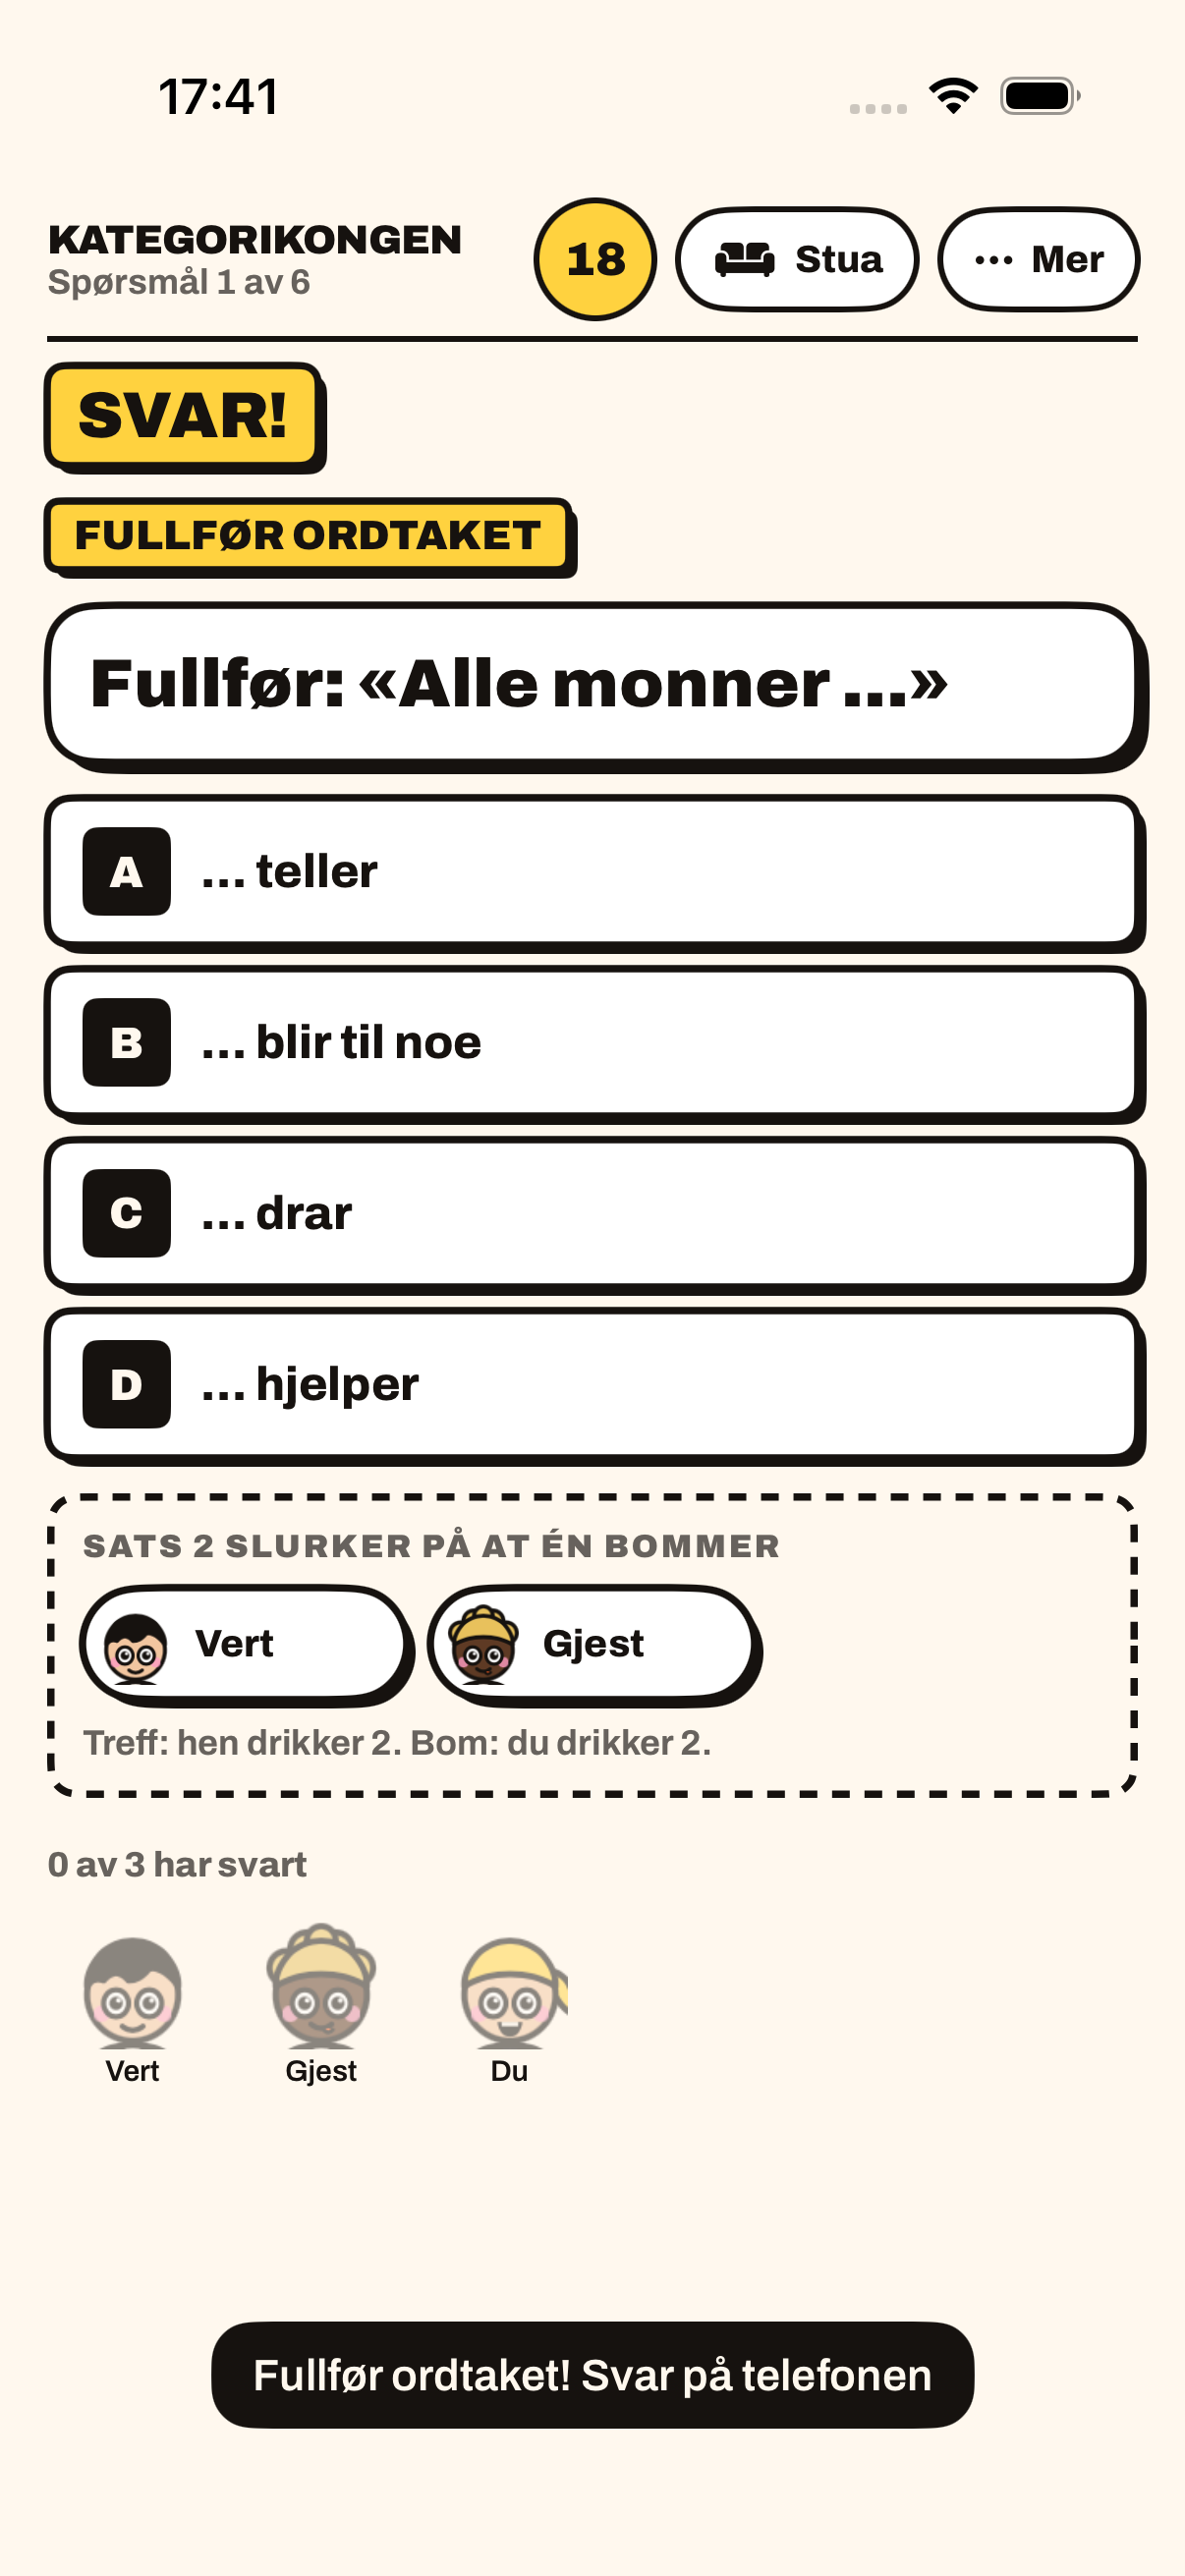 17:41
KATEGORIKONGEN
Spørsmål 1 av 6
18
Stua
Mer
SVAR!
FULLFØR ORDTAKET
Fullfør: «Alle monner ...»
A ... teller
B ... blir til noe
C ... drar
D ... hjelper
SATS 2 SLURKER PÅ AT ÉN BOMMER
Vert
Gjest
Treff: hen drikker 2. Bom: du drikker 2.
0 av 3 har svart
Vert
Gjest
Du
Fullfør ordtaket! Svar på telefonen